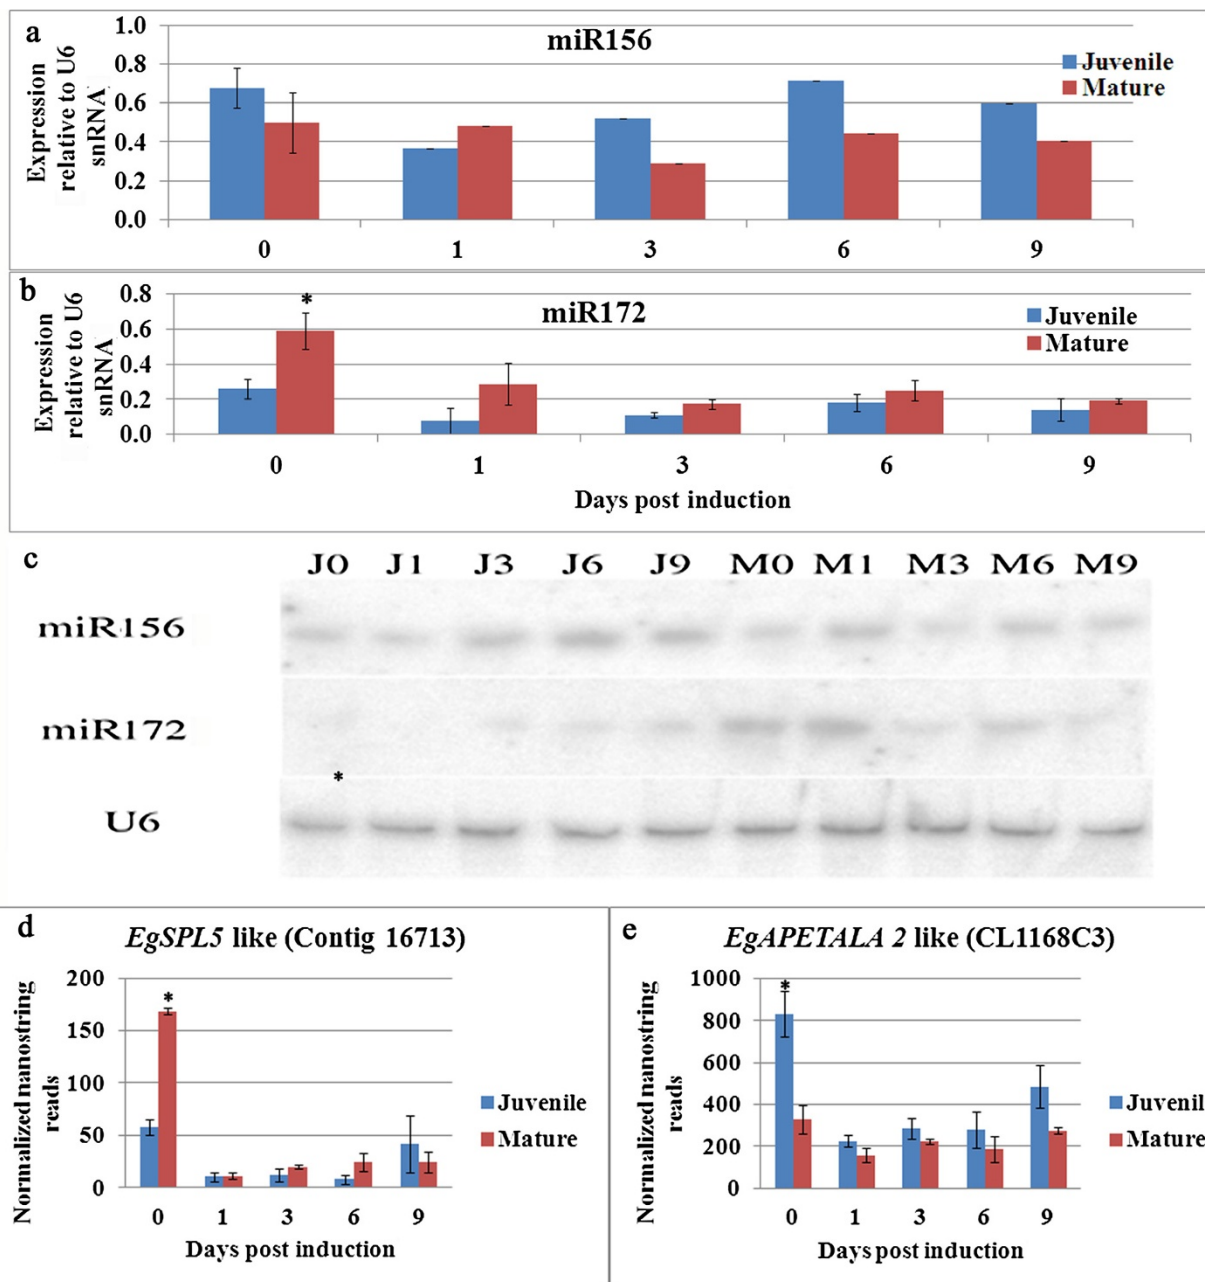 a
miR156
Expression
relative to U6
snRNA
1.0
0.8
0.6
0.4
0.2
0.0
Juvenile
Mature
0 1 3 6 9
b
miR172
Expression
relative to U6
snRNA
0.8
0.6
0.4
0.2
0.0
*
Juvenile
Mature
0 1 3 6 9
Days post induction
c
J0 J1 J3 J6 J9 M0 M1 M3 M6 M9
miR156
miR172
*
U6
d
EgSPL5 like (Contig 16713)
Normalized nanostring
reads
200
150
100
50
0
*
Juvenile
Mature
0 1 3 6 9
Days post induction
e
EgAPETALA 2 like (CL1168C3)
Normalized nanostring
reads
1000
800
600
400
200
0
*
Juvenil
Mature
0 1 3 6 9
Days post induction